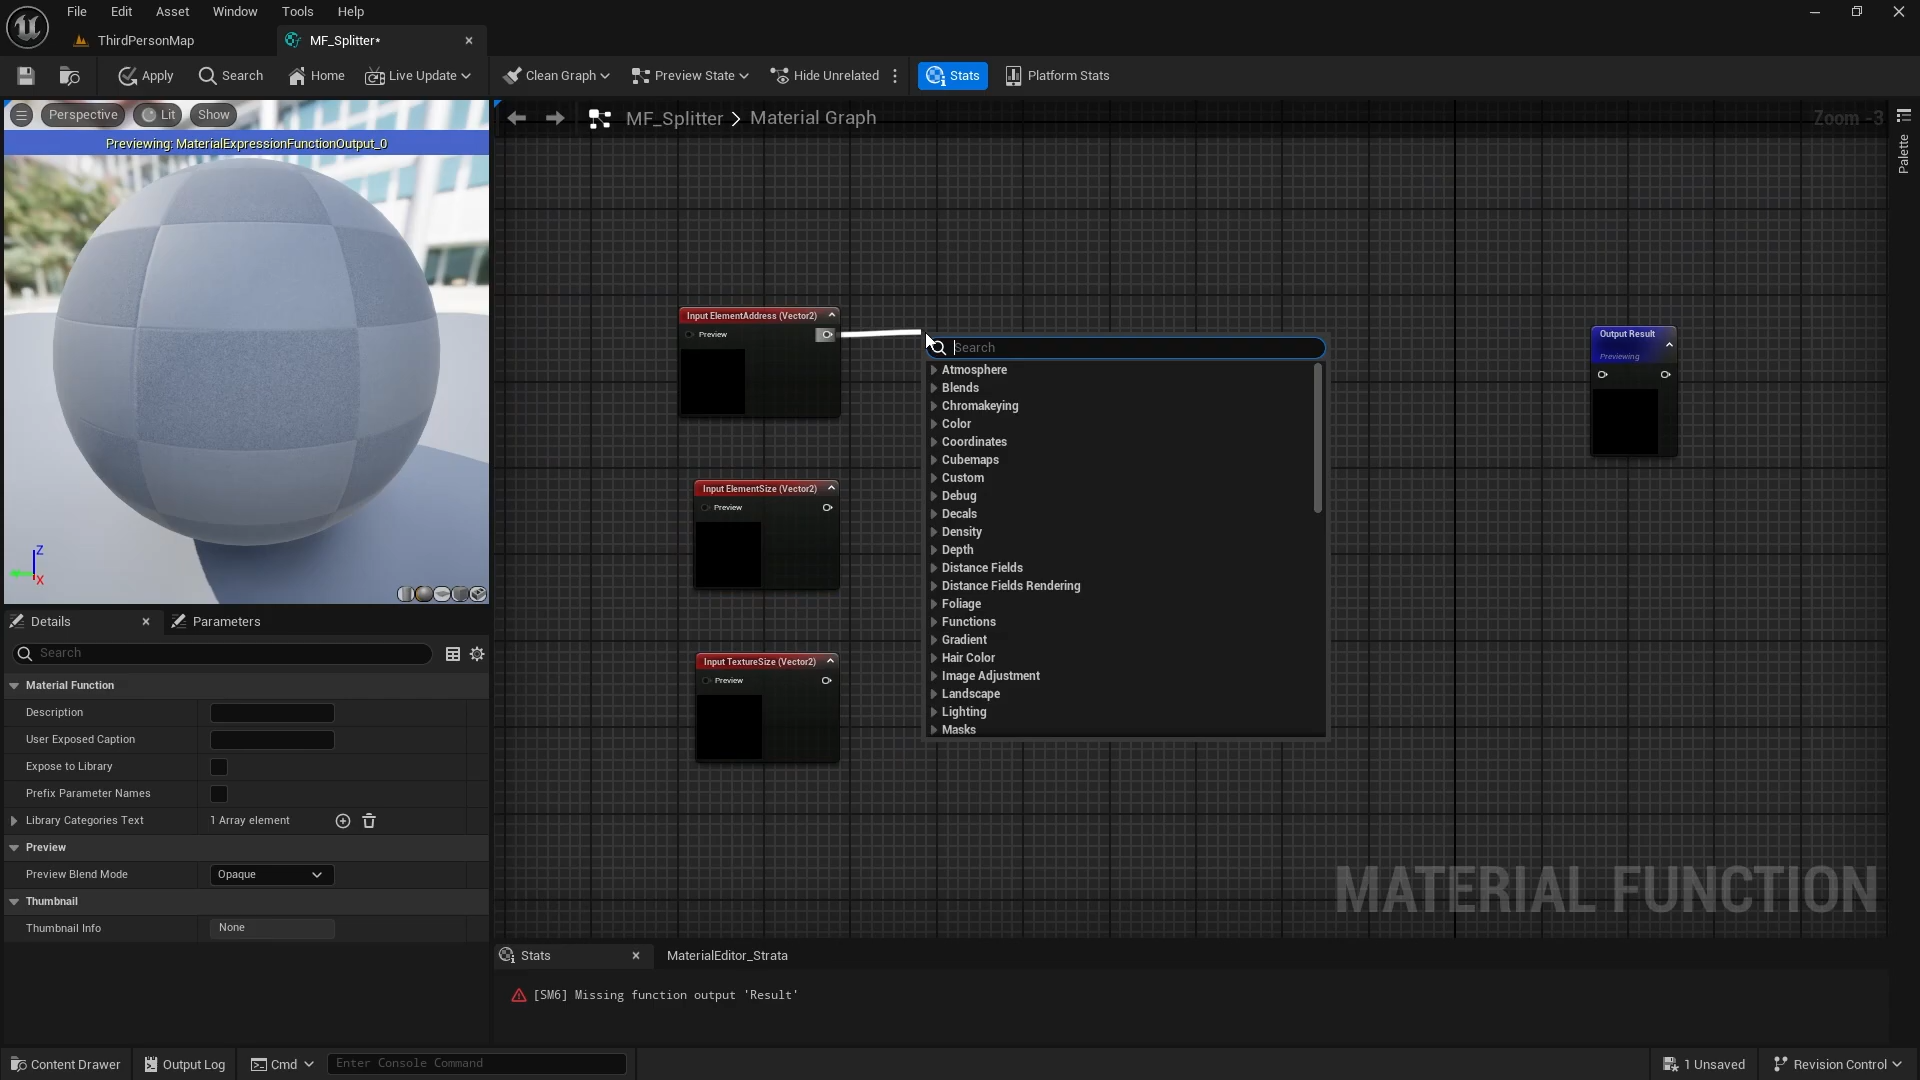 File Edit Asset Window Tools Help
ThirdPersonMap
MF_Splitter*
Apply Search Home Live Update Clean Graph Preview State Hide Unrelated Stats Platform Stats
Perspective Lit Show
Previewing: MaterialExpressionFunctionOutput_0
Z
X
MF_Splitter > Material Graph
Zoom -3
Palette
Input ElementAddress (Vector2)
Preview
Input ElementSize (Vector2)
Preview
Input TextureSize (Vector2)
Preview
Search
Atmosphere
Blends
Chromakeying
Color
Coordinates
Cubemaps
Custom
Debug
Decals
Density
Depth
Distance Fields
Distance Fields Rendering
Foliage
Functions
Gradient
Hair Color
Image Adjustment
Landscape
Lighting
Masks
Output Result
Previewing
MATERIAL FUNCTION
Details
Parameters
Search
Material Function
Description
User Exposed Caption
Expose to Library
Prefix Parameter Names
Library Categories Text 1 Array element
Preview
Preview Blend Mode Opaque
Thumbnail
Thumbnail Info None
Stats
MaterialEditor_Strata
[SM6] Missing function output 'Result'
Content Drawer Output Log Cmd Enter Console Command 1 Unsaved Revision Control